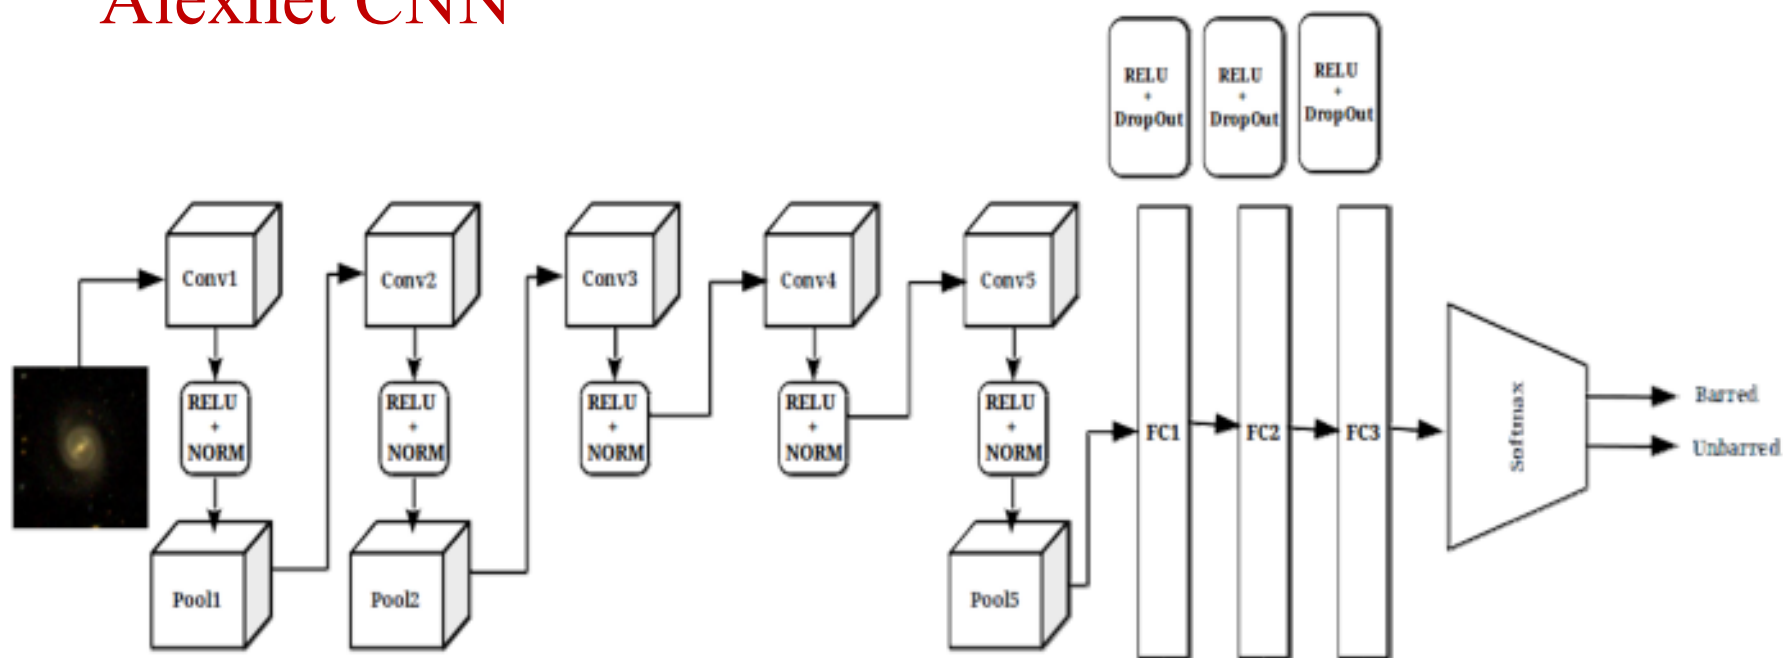 Alexnet CNN
RELU
+
DropOut
RELU
+
DropOut
RELU
+
DropOut
Conv1
Conv2
Conv3
Conv4
Conv5
RELU
+
NORM
RELU
+
NORM
RELU
+
NORM
RELU
+
NORM
RELU
+
NORM
Pool1
Pool2
Pool5
FC1
FC2
FC3
Softmax
Barred
Unbarred